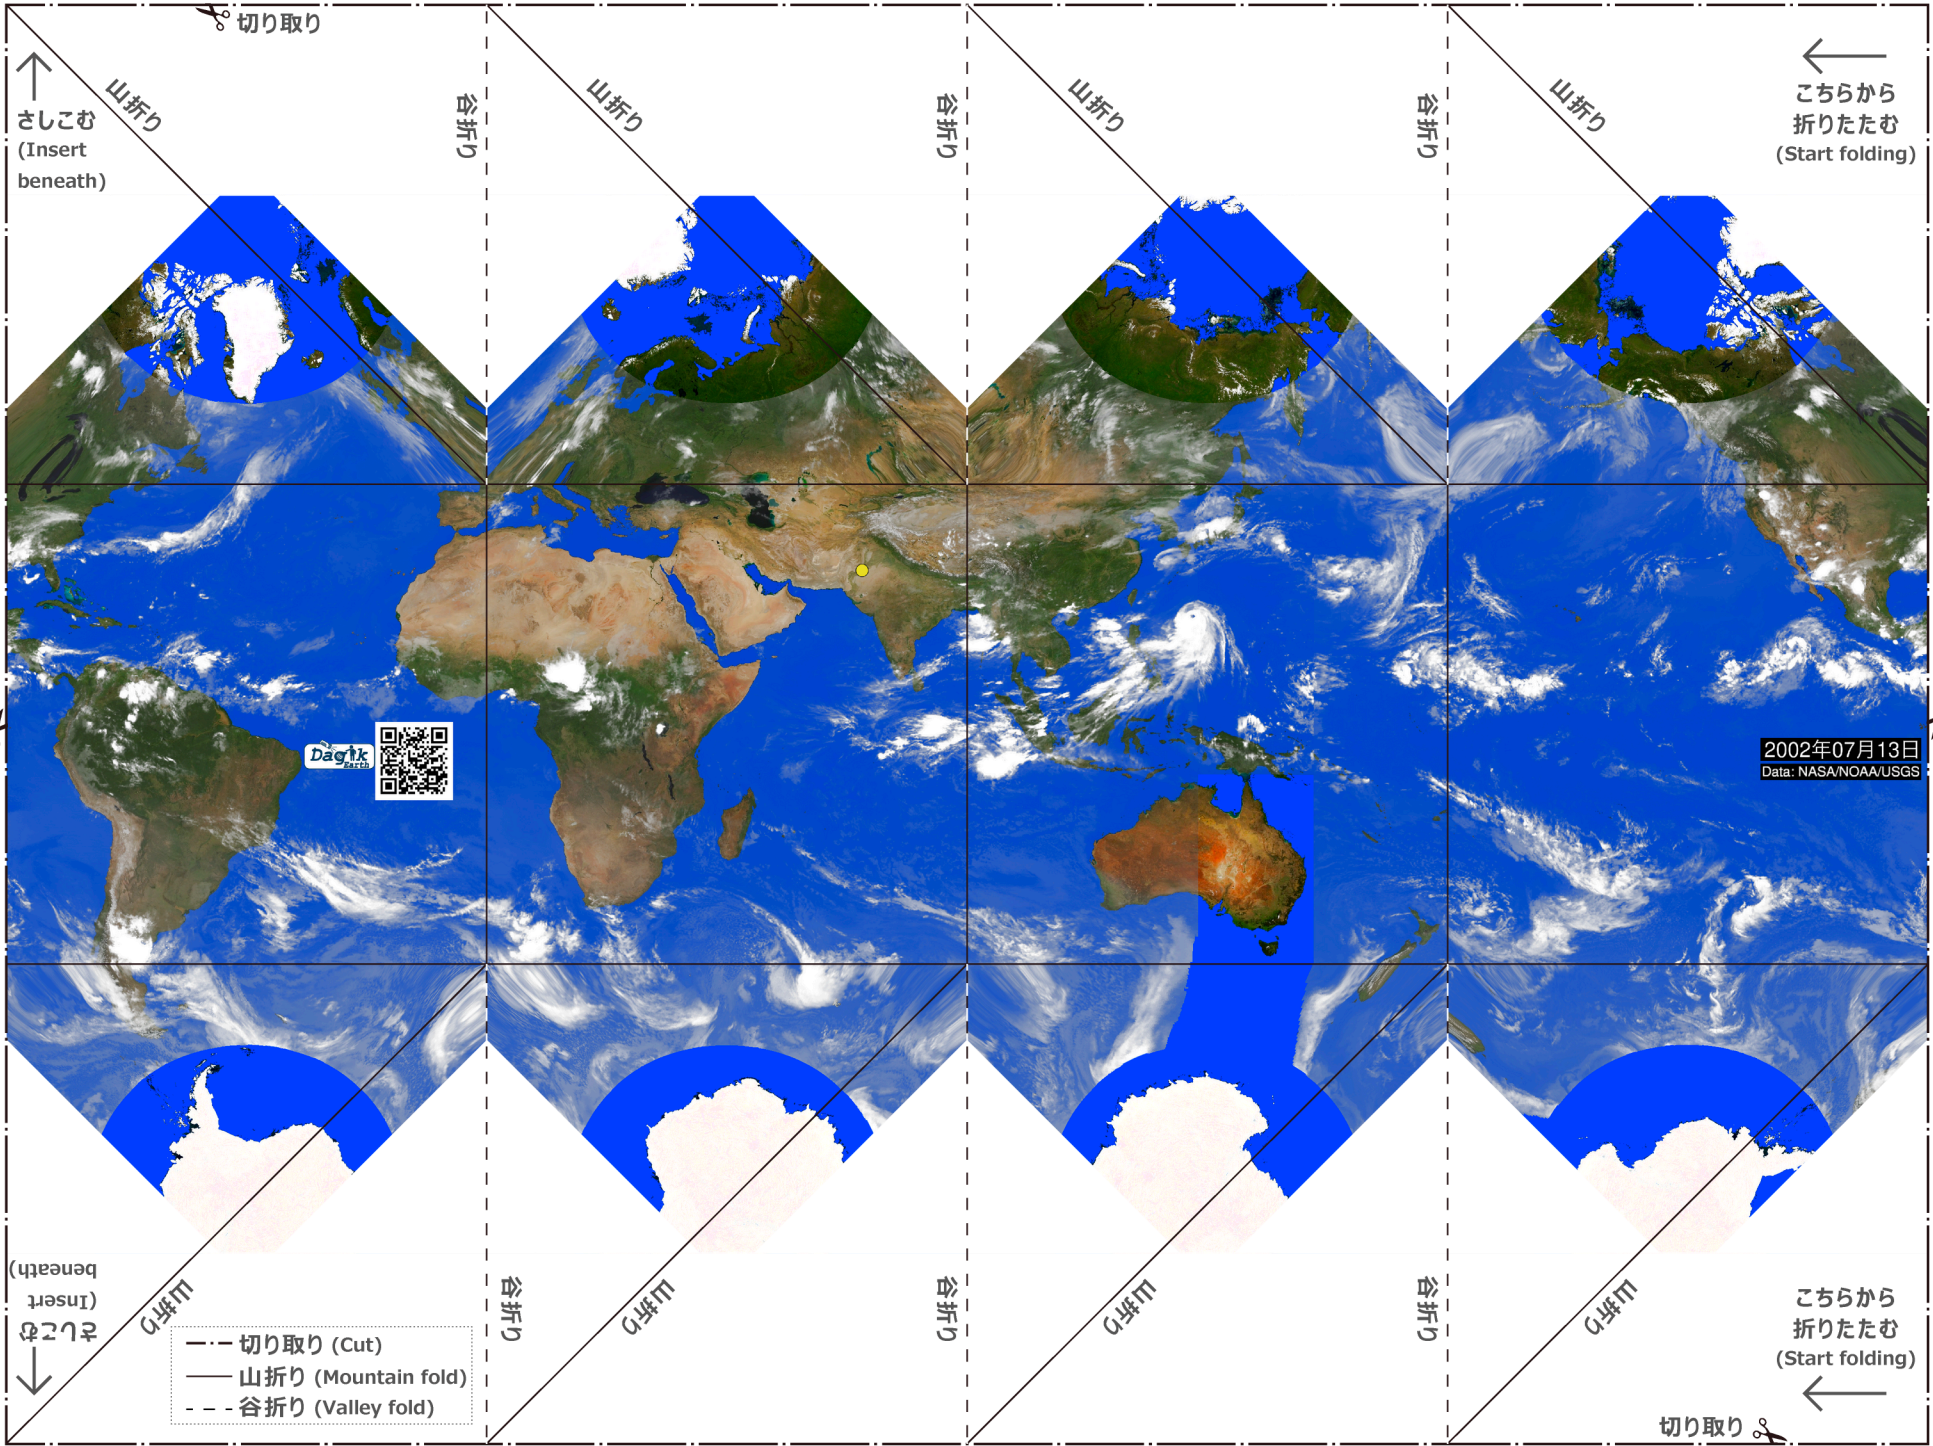 切り取り
山折り
谷折り
山折り
谷折り
山折り
谷折り
山折り
さしこむ
(Insert
beneath)
こちらから
折りたたむ
(Start folding)
Dagik
Earth
2002年07月13日
Data: NASA/NOAA/USGS
さしこむ
(Insert
beneath)
山折り
谷折り
山折り
谷折り
山折り
谷折り
山折り
こちらから
折りたたむ
(Start folding)
切り取り (Cut)
山折り (Mountain fold)
谷折り (Valley fold)
切り取り